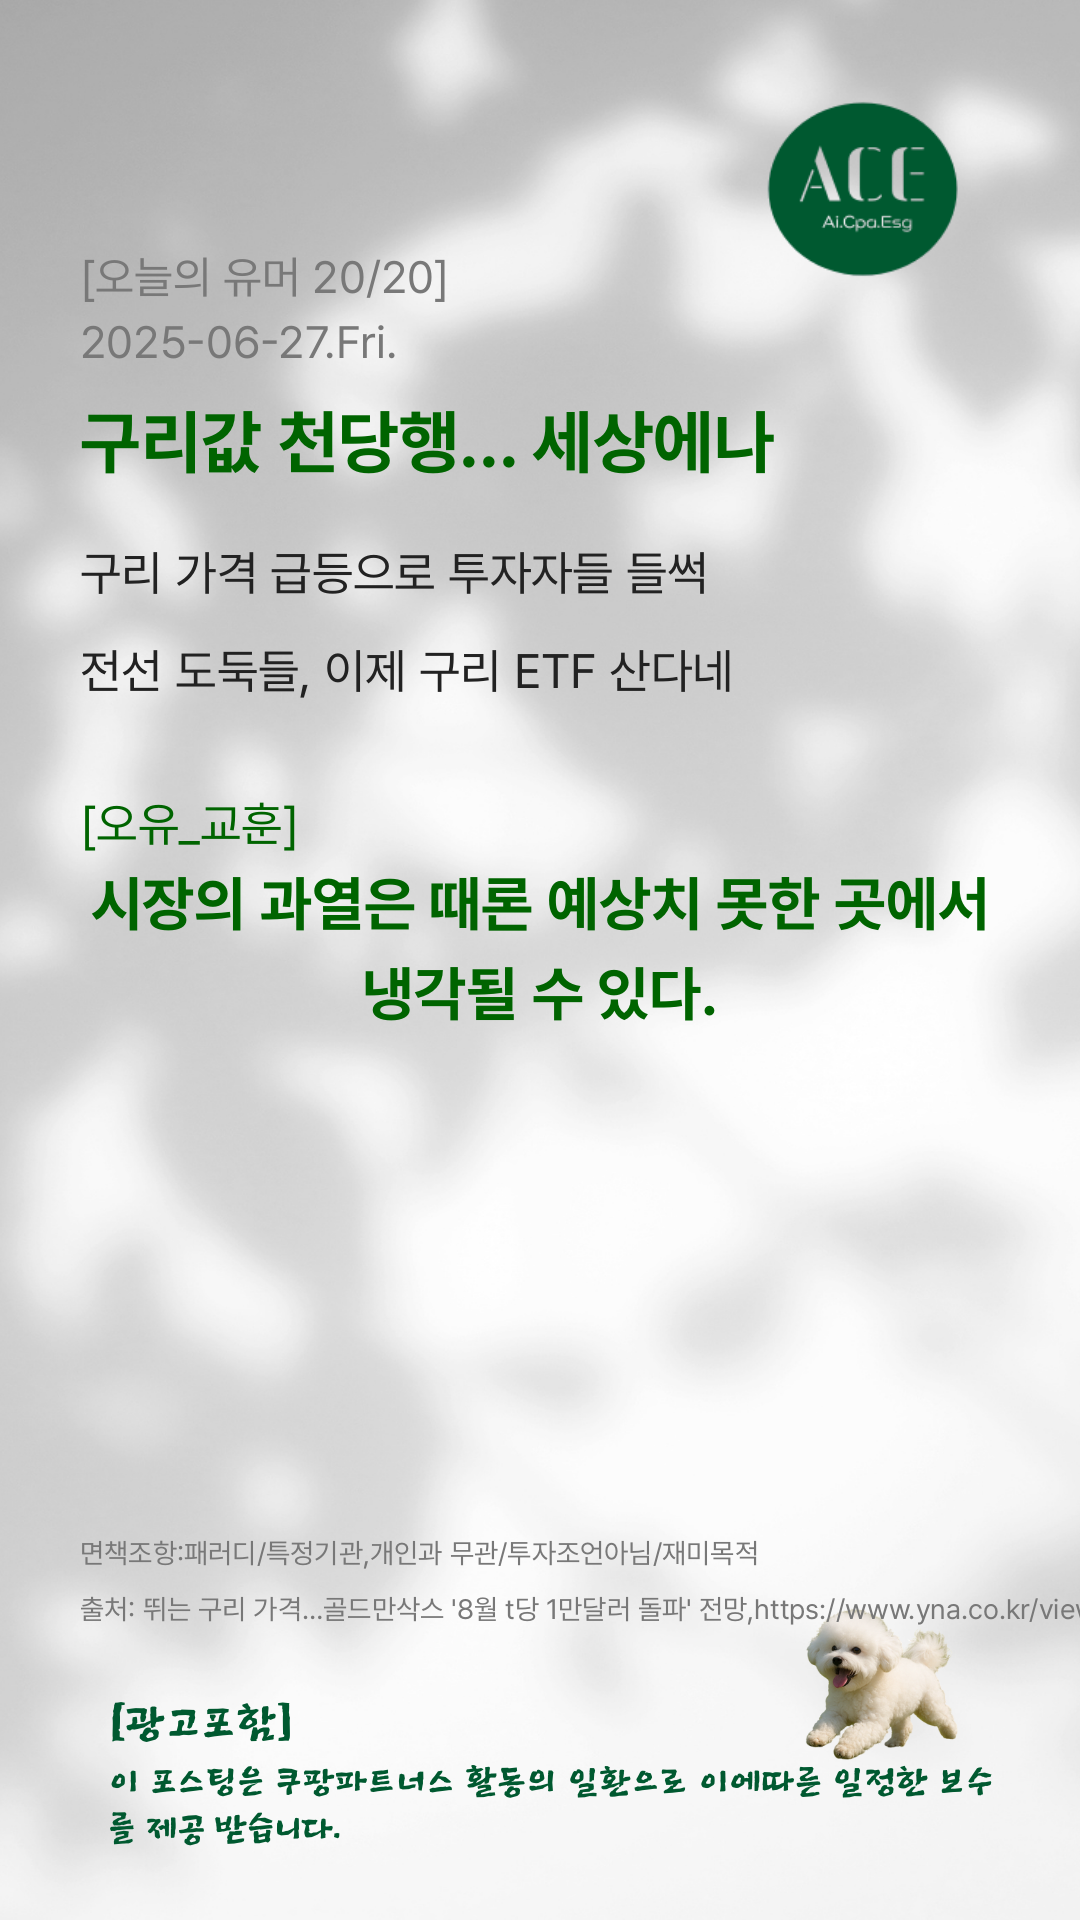 ACE
Ai.Cpa.Esg
[오늘의 유머 20/20]
2025-06-27.Fri.
구리값 천당행... 세상에나
구리 가격 급등으로 투자자들 들썩
전선 도둑들, 이제 구리 ETF 산다네
[오유_교훈]
시장의 과열은 때론 예상치 못한 곳에서
냉각될 수 있다.
면책조항:패러디/특정기관,개인과 무관/투자조언아님/재미목적
출처: 뛰는 구리 가격...골드만삭스 '8월 t당 1만달러 돌파' 전망,https://www.yna.co.kr/view
[광고포함]
이 포스팅은 쿠팡파트너스 활동의 일환으로 이에따른 일정한 보수
를 제공 받습니다.